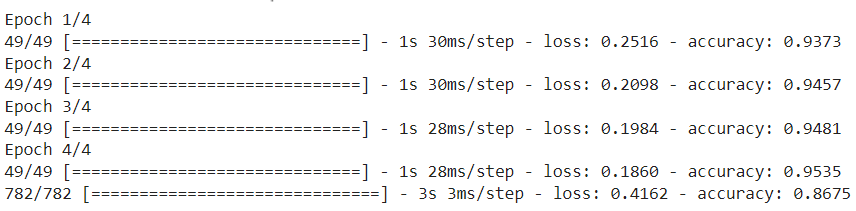 Epoch 1/4
49/49 [==============================] - 1s 30ms/step - loss: 0.2516 - accuracy: 0.9373
Epoch 2/4
49/49 [==============================] - 1s 30ms/step - loss: 0.2098 - accuracy: 0.9457
Epoch 3/4
49/49 [==============================] - 1s 28ms/step - loss: 0.1984 - accuracy: 0.9481
Epoch 4/4
49/49 [==============================] - 1s 28ms/step - loss: 0.1860 - accuracy: 0.9535
782/782 [==============================] - 3s 3ms/step - loss: 0.4162 - accuracy: 0.8675